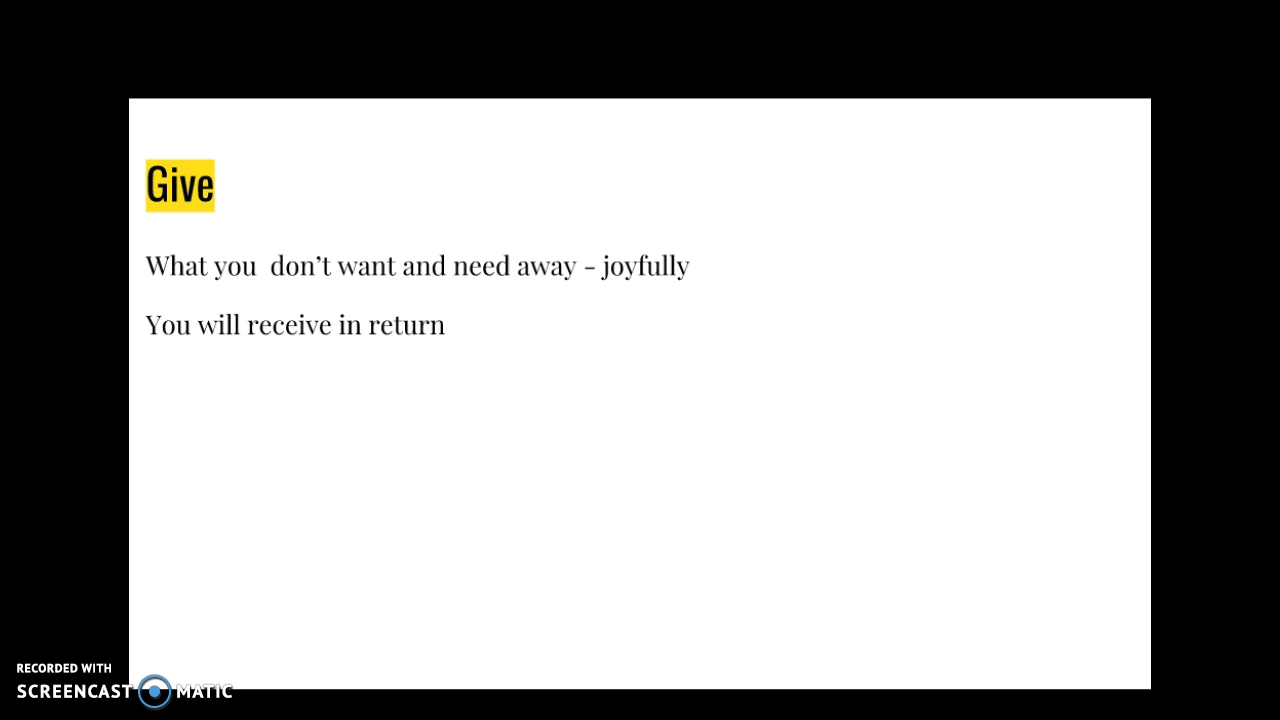 Give
What you  don’t want and need away - joyfully
You will receive in return
RECORDED WITH
SCREENCAST MATIC